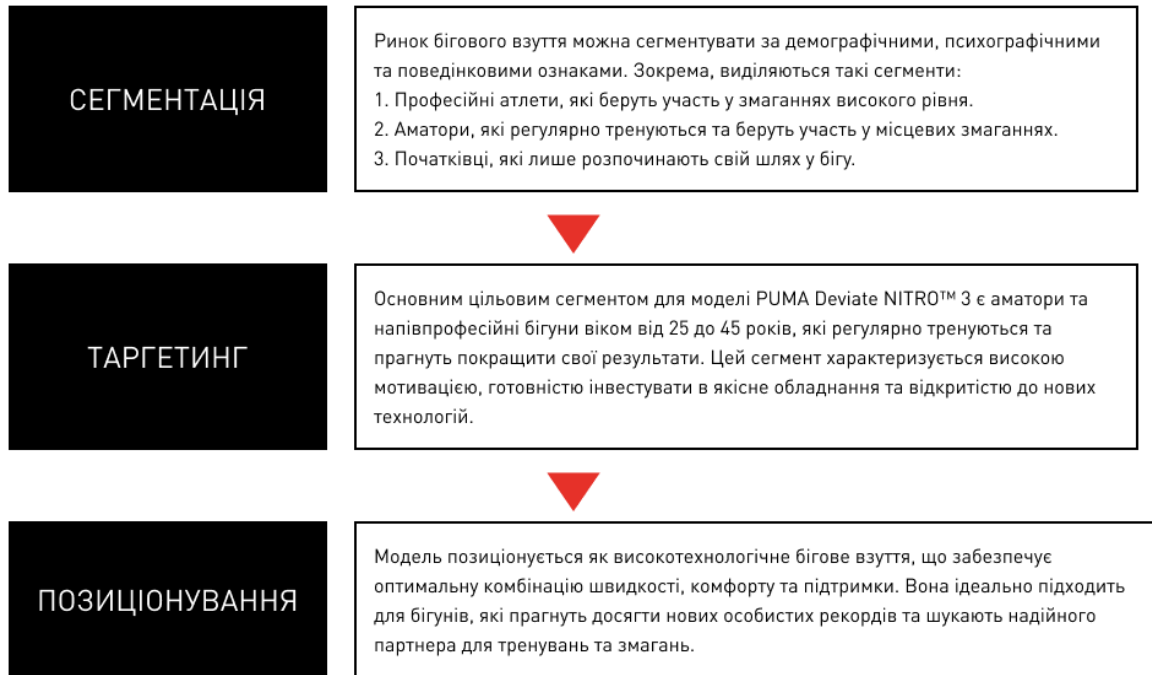 СЕГМЕНТАЦІЯ
Ринок бігового взуття можна сегментувати за демографічними, психографічними
та поведінковими ознаками. Зокрема, виділяються такі сегменти:
1. Професійні атлети, які беруть участь у змаганнях високого рівня.
2. Аматори, які регулярно тренуються та беруть участь у місцевих змаганнях.
3. Початківці, які лише розпочинають свій шлях у бігу.
ТАРГЕТИНГ
Основним цільовим сегментом для моделі PUMA Deviate NITRO™ 3 є аматори та
напівпрофесійні бігуни віком від 25 до 45 років, які регулярно тренуються та
прагнуть покращити свої результати. Цей сегмент характеризується високою
мотивацією, готовністю інвестувати в якісне обладнання та відкритістю до нових
технологій.
ПОЗИЦІОНУВАННЯ
Модель позиціонується як високотехнологічне бігове взуття, що забезпечує
оптимальну комбінацію швидкості, комфорту та підтримки. Вона ідеально підходить
для бігунів, які прагнуть досягти нових особистих рекордів та шукають надійного
партнера для тренувань та змагань.